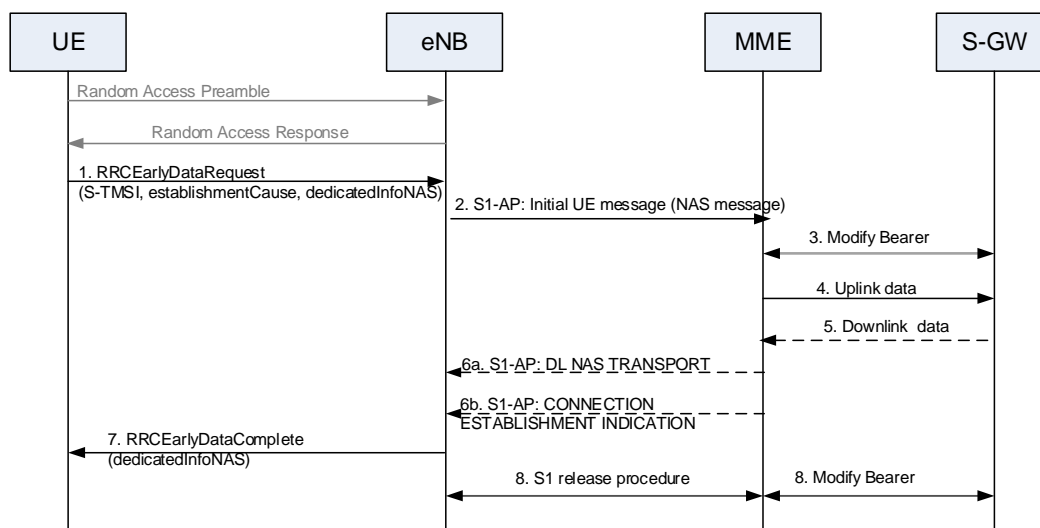 UE
eNB
MME
S-GW
Random Access Preamble
Random Access Response
1. RRCEarlyDataRequest
(S-TMSI, establishmentCause, dedicatedInfoNAS)
2. S1-AP: Initial UE message (NAS message)
3. Modify Bearer
4. Uplink data
5. Downlink data
6a. S1-AP: DL NAS TRANSPORT
6b. S1-AP: CONNECTION
ESTABLISHMENT INDICATION
7. RRCEarlyDataComplete
(dedicatedInfoNAS)
8. S1 release procedure
8. Modify Bearer